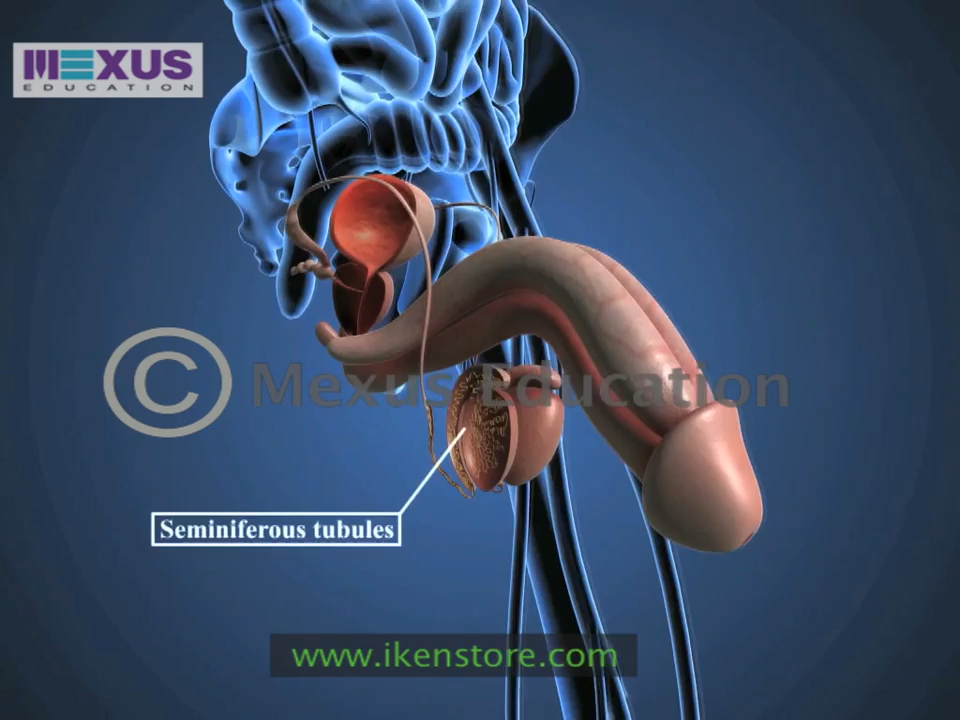 MEXUS
EDUCATION
© Mexus Education
Seminiferous tubules
www.ikenstore.com